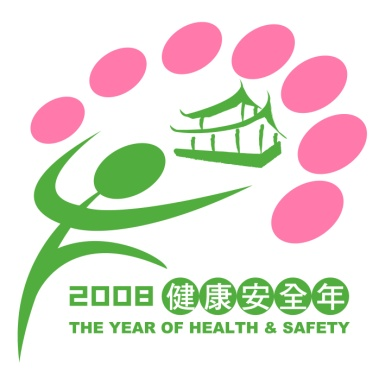 2008 健康安全年
THE YEAR OF HEALTH & SAFETY